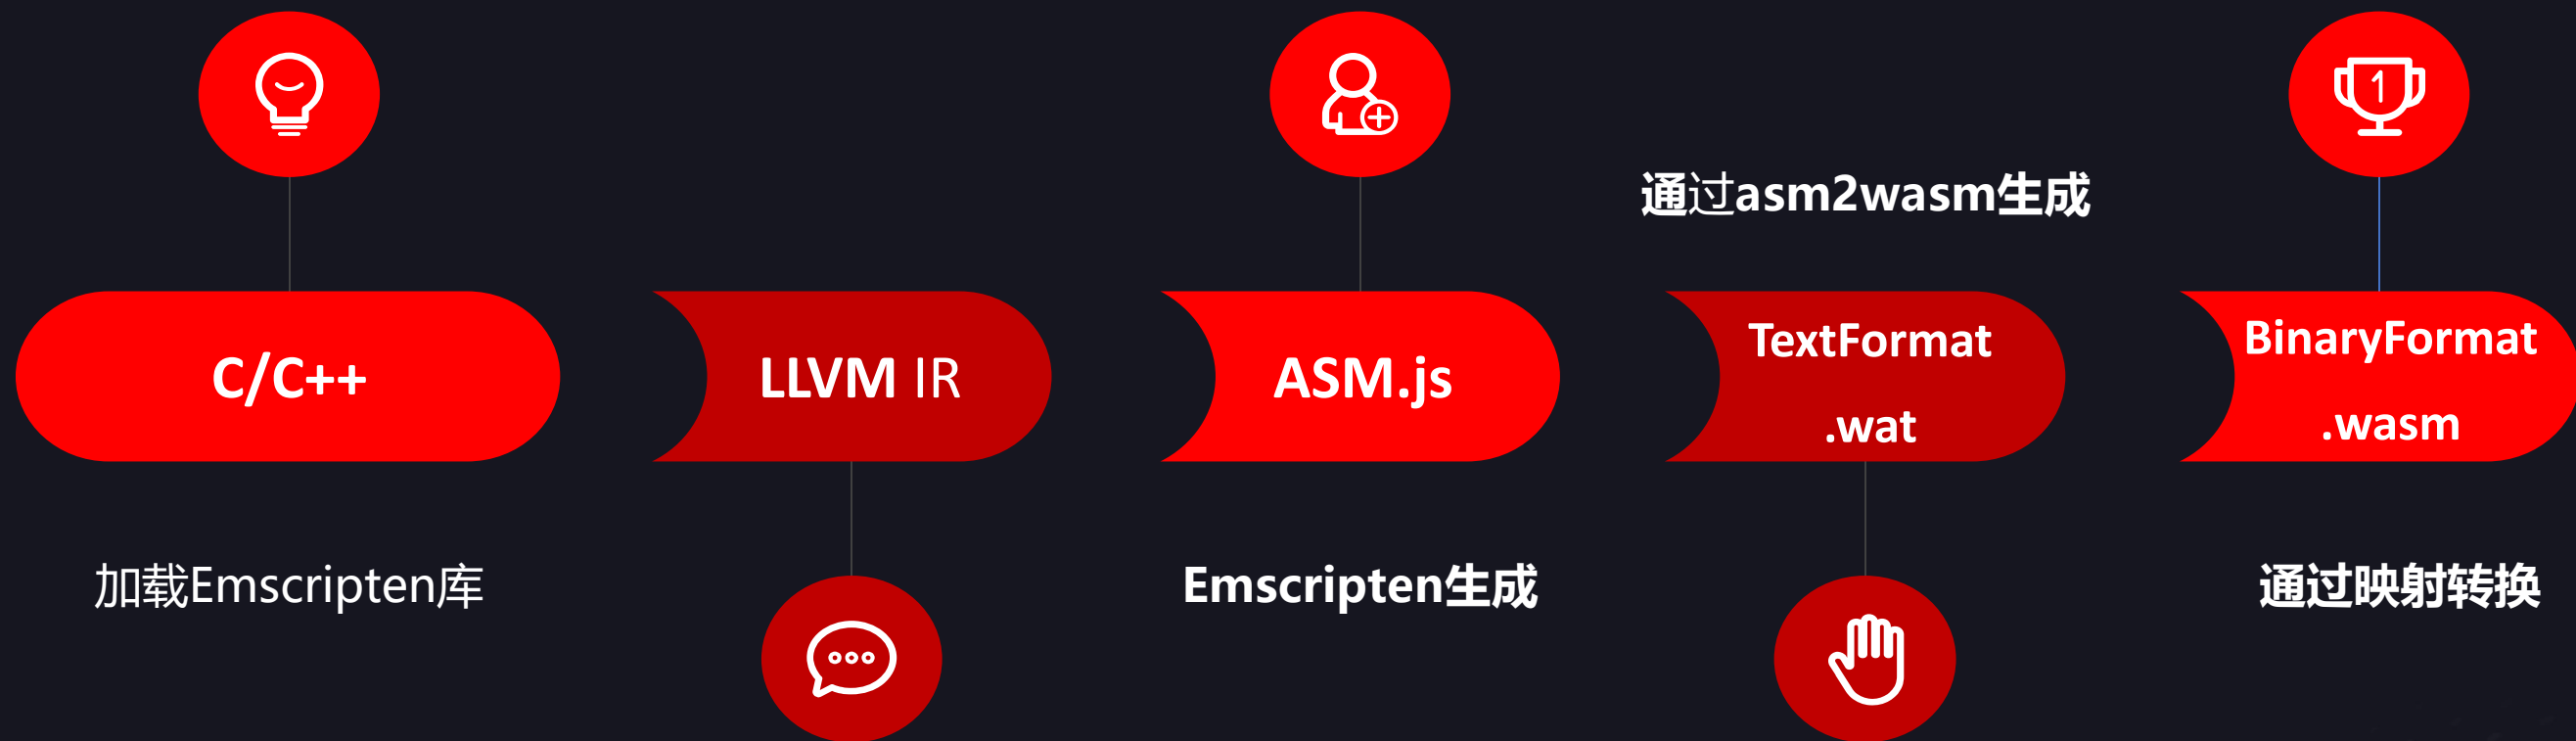 通过asm2wasm生成
C/C++
LLVM IR
ASM.js
TextFormat
.wat
BinaryFormat
.wasm
加载Emscripten库
Emscripten生成
通过映射转换
1